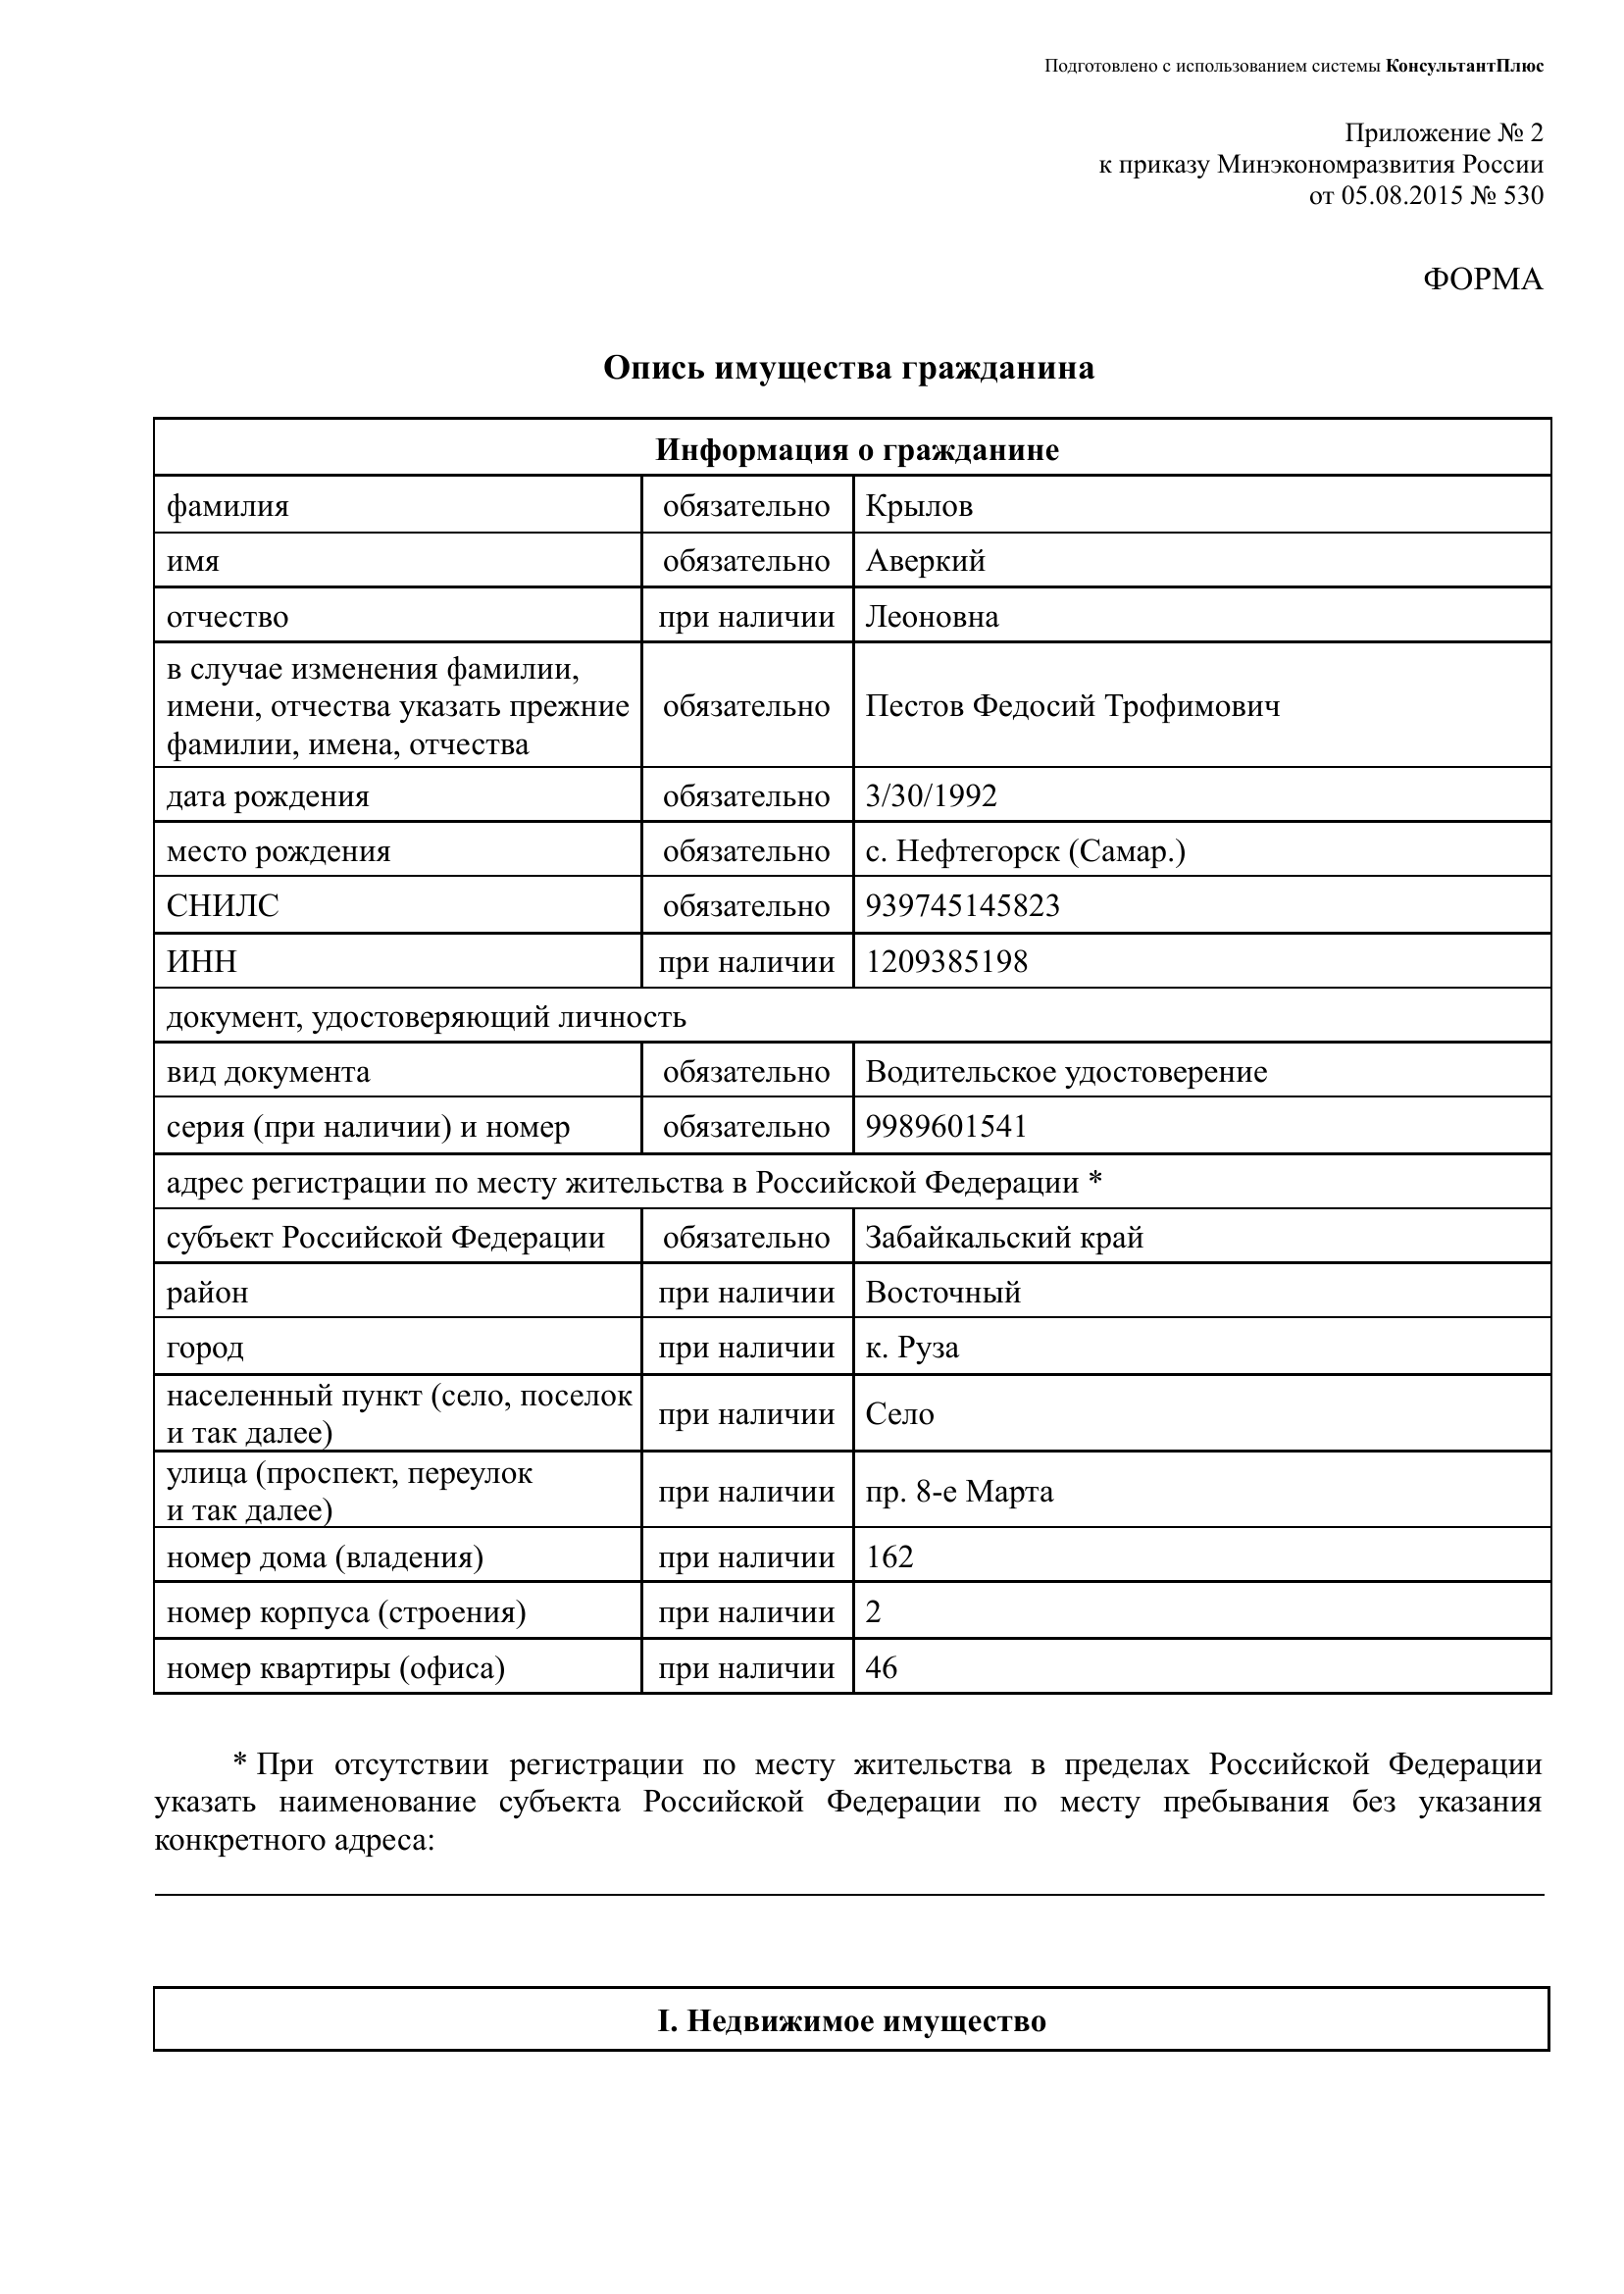 Подготовлено с использованием системы КонсультантПлюс
Приложение № 2
к приказу Минэкономразвития России
от 05.08.2015 № 530
ФОРМА
Опись имущества гражданина
Информация о гражданине
фамилия обязательно Крылов
имя обязательно Аверкий
отчество при наличии Леоновна
в случае изменения фамилии,
имени, отчества указать прежние обязательно Пестов Федосий Трофимович
фамилии, имена, отчества
дата рождения обязательно 3/30/1992
место рождения обязательно с. Нефтегорск (Самар.)
СНИЛС обязательно 939745145823
ИНН при наличии 1209385198
документ, удостоверяющий личность
вид документа обязательно Водительское удостоверение
серия (при наличии) и номер обязательно 9989601541
адрес регистрации по месту жительства в Российской Федерации *
субъект Российской Федерации обязательно Забайкальский край
район при наличии Восточный
город при наличии к. Руза
населенный пункт (село, поселок
и так далее) при наличии Село
улица (проспект, переулок
и так далее) при наличии пр. 8-е Марта
номер дома (владения) при наличии 162
номер корпуса (строения) при наличии 2
номер квартиры (офиса) при наличии 46
* При отсутствии регистрации по месту жительства в пределах Российской Федерации
указать наименование субъекта Российской Федерации по месту пребывания без указания
конкретного адреса:
I. Недвижимое имущество